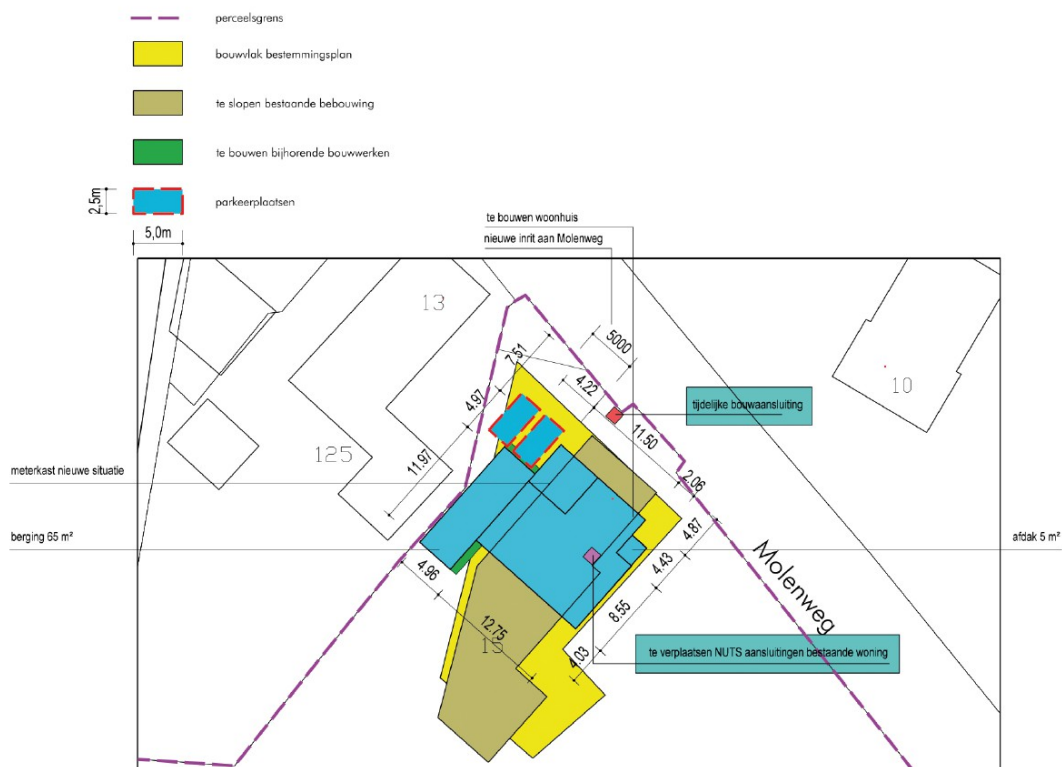 perceelsgrens
bouwvlak bestemmingsplan
te slopen bestaande bebouwing
te bouwen bijhorende bouwwerken
parkeerplaatsen
2,5m
5,0m
te bouwen woonhuis
nieuwe inrit aan Molenweg
13
5000
7.51
4.22
4.97
10
tijdelijke bouwaansluiting
11.50
125
11.97
meterkast nieuwe situatie
2.06
berging 65 m²
afdak 5 m²
4.87
4.43
Molenweg
4.96
8.55
12.75
15
4.03
te verplaatsen NUTS aansluitingen bestaande woning